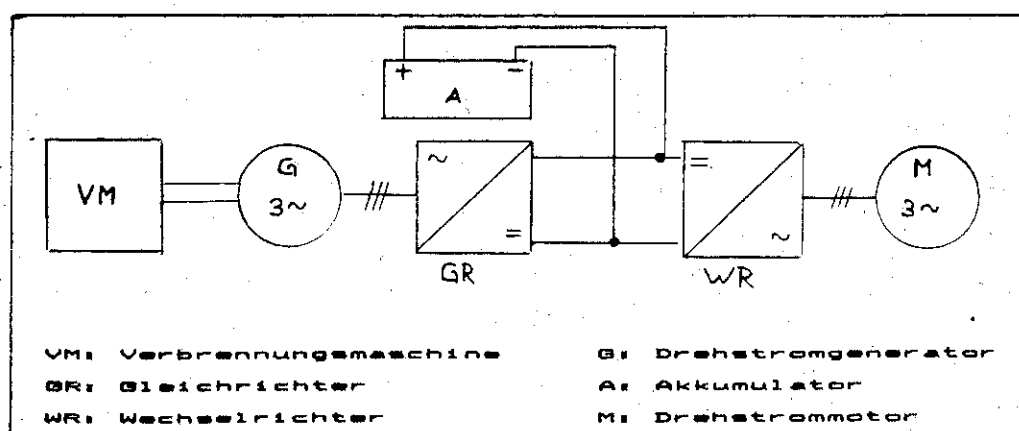 + −
A
VM
G
3~
~
=
GR
=
~
WR
M
3~
VM: Verbrennungsmaschine
G: Drehstromgenerator
GR: Gleichrichter
A: Akkumulator
WR: Wechselrichter
M: Drehstrommotor